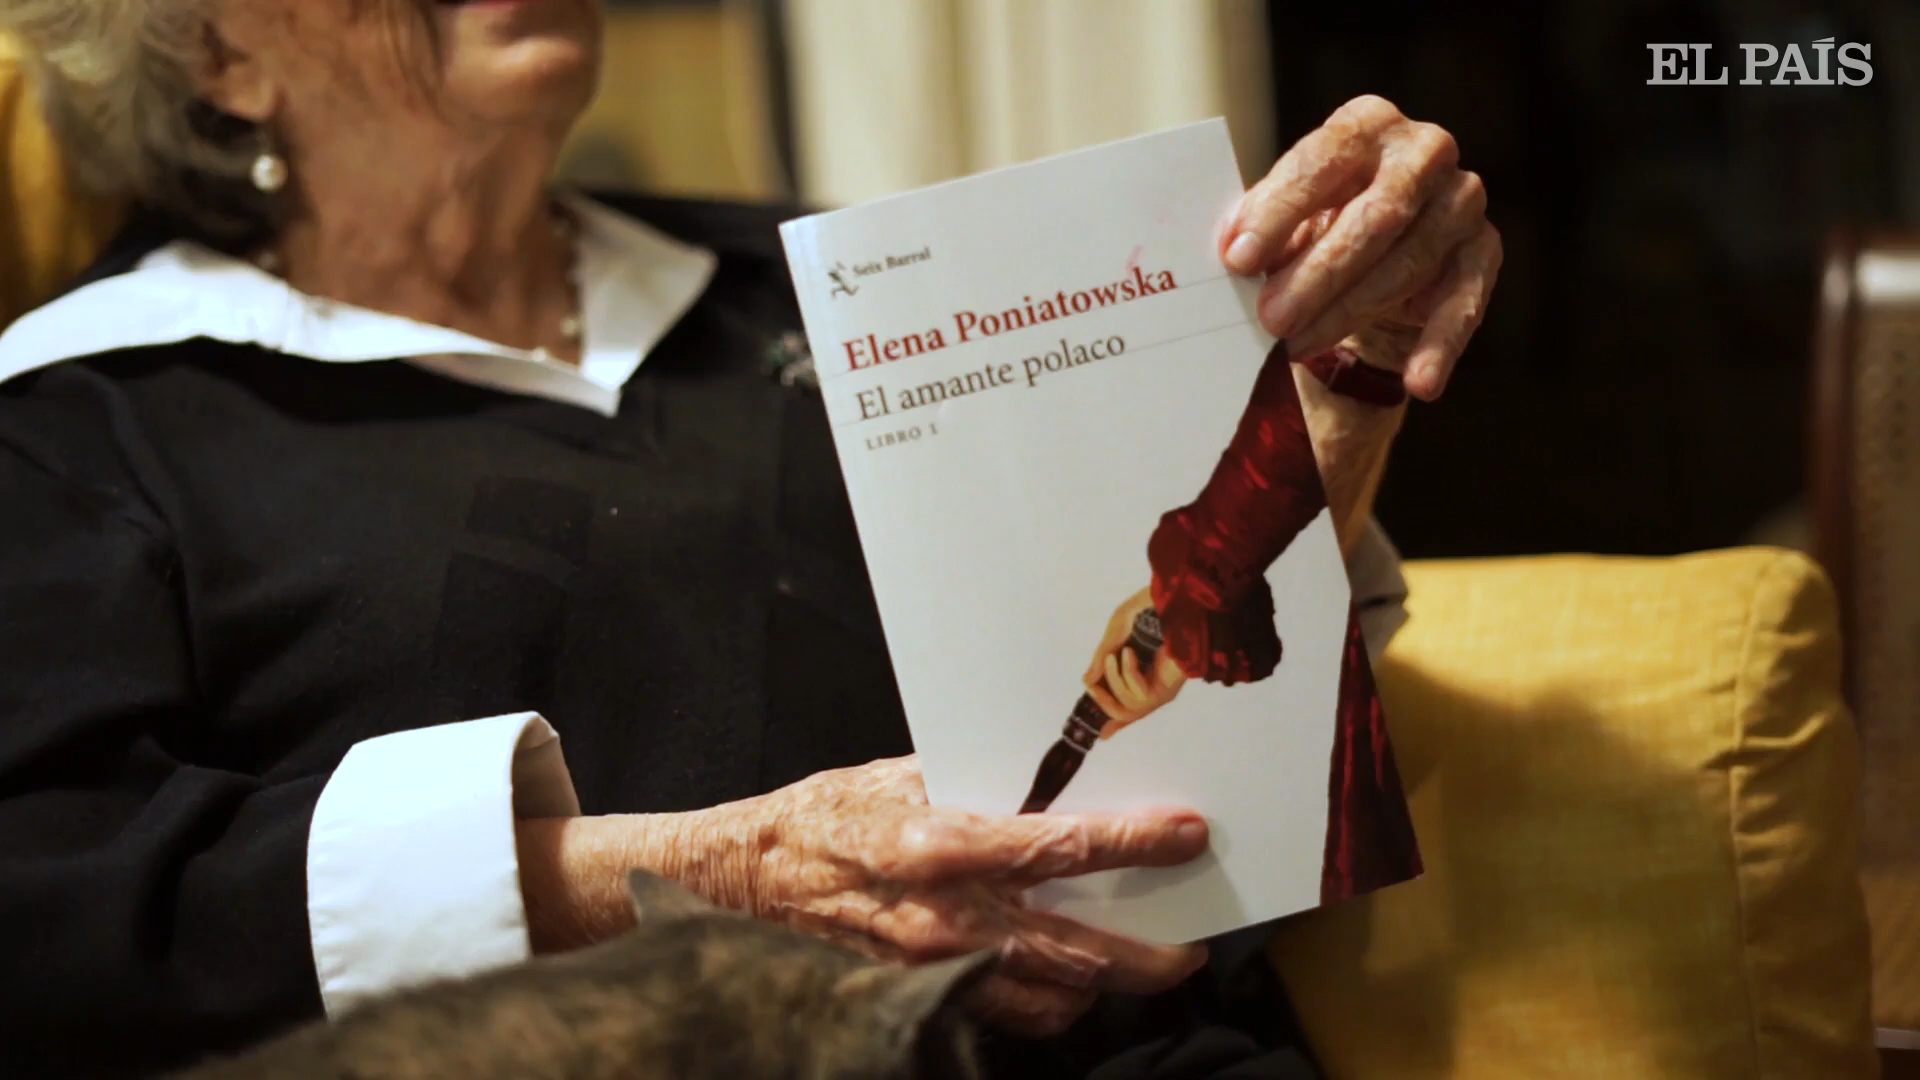 EL PAÍS
Seix Barral
Elena Poniatowska
El amante polaco
LIBRO 1